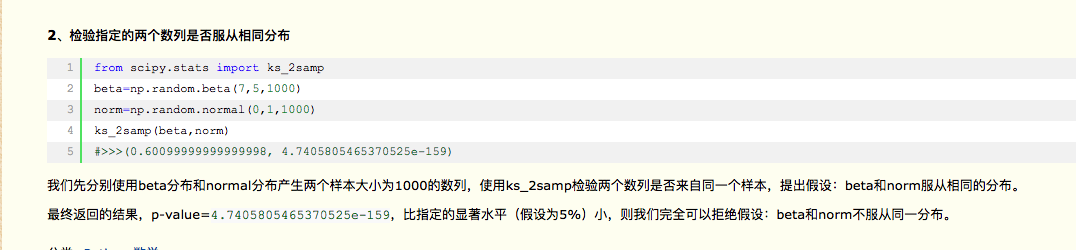 2、检验指定的两个数列是否服从相同分布
1 from scipy.stats import ks_2samp
2 beta=np.random.beta(7,5,1000)
3 norm=np.random.normal(0,1,1000)
4 ks_2samp(beta,norm)
5 #>>>(0.60099999999999998, 4.7405805465370525e-159)
我们先分别使用beta分布和normal分布产生两个样本大小为1000的数列，使用ks_2samp检验两个数列是否来自同一个样本，提出假设：beta和norm服从相同的分布。
最终返回的结果，p-value=4.7405805465370525e-159，比指定的显著水平（假设为5%）小，则我们完全可以拒绝假设：beta和norm不服从同一分布。